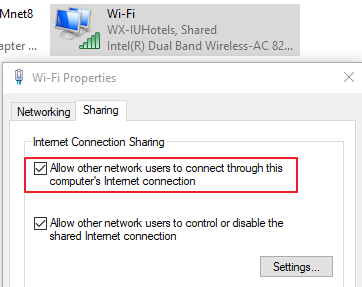 Mnet8
apter ...
Wi-Fi
WX-IUHotels, Shared
Intel(R) Dual Band Wireless-AC 82...
Wi-Fi Properties
Networking
Sharing
Internet Connection Sharing
Allow other network users to connect through this
computer's Internet connection
Allow other network users to control or disable the
shared Internet connection
Settings...